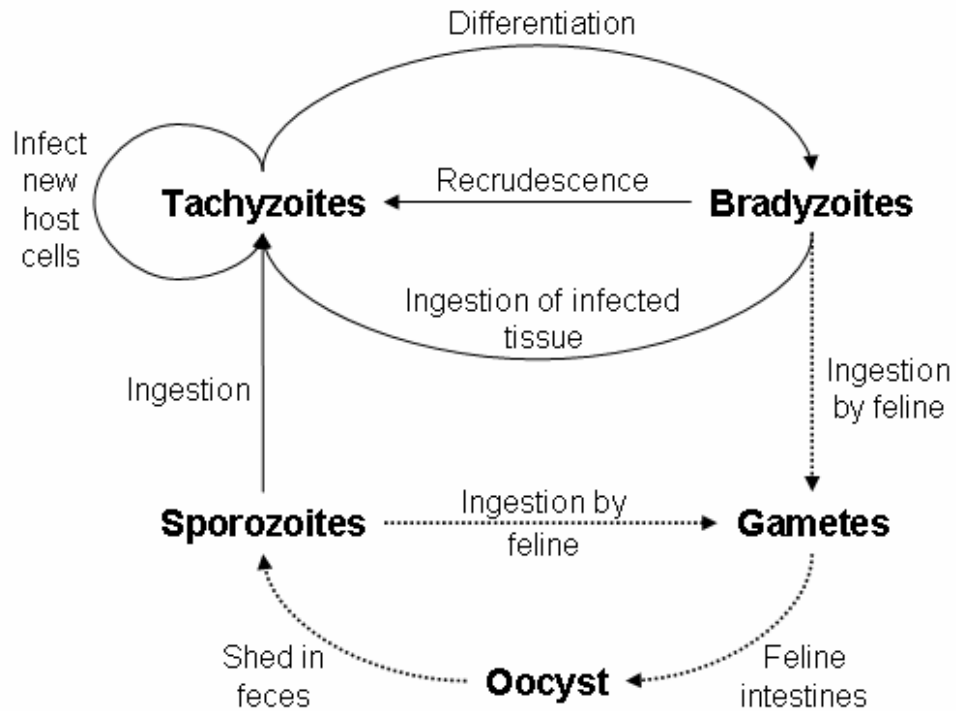 Differentiation
Infect
new
host
cells
Tachyzoites
Recrudescence
Bradyzoites
Ingestion of infected
tissue
Ingestion
Ingestion
by feline
Sporozoites
Ingestion by
feline
Gametes
Shed in
feces
Oocyst
Feline
intestines